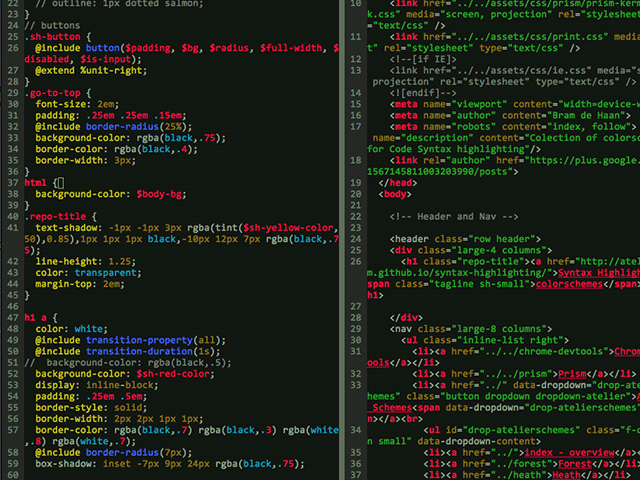 22 // outline: 1px dotted salmon;
23 }
24 // buttons
25 .sh-button {
26 @include button($padding, $bg, $radius, $full-width, $
disabled, $is-input);
27 @extend %unit-right;
28 }
29 .go-to-top {
30 font-size: 2em;
31 padding: .25em .25em .15em;
32 @include border-radius(25%);
33 background-color: rgba(black,.75);
34 border-color: rgba(black,.4);
35 border-width: 3px;
36 }
37 html {
38 background-color: $body-bg;
39 }
40 .repo-title {
41 text-shadow: -1px -1px 3px rgba(tint($sh-yellow-color,
50),0.85),1px 1px 1px black,-10px 12px 7px rgba(black,.7
5);
42 line-height: 1.25;
43 color: transparent;
44 margin-top: 2em;
45 }
46
47 h1 a {
48 color: white;
49 @include transition-property(all);
50 @include transition-duration(1s);
51 // background-color: rgba(black,.5);
52 background-color: $sh-red-color;
53 display: inline-block;
54 padding: .25em .5em;
55 border-style: solid;
56 border-width: 2px 2px 1px 1px;
57 border-color: rgba(black,.7) rgba(black,.3) rgba(white
,.8) rgba(white,.7);
58 @include border-radius(7px);
59 box-shadow: inset -7px 9px 24px rgba(black,.75);
60
10 <link href="../../assets/css/prism/prism-ker
k.css" media="screen, projection" rel="stylesheet"
"text/css" />
11 <link href="../../assets/css/print.css" medi
t" rel="stylesheet" type="text/css" />
12 <!--[if IE]>
13 <link href="../../assets/css/ie.css" media="s
projection" rel="stylesheet" type="text/css" />
14 <![endif]-->
15 <meta name="viewport" content="width=device-w
16 <meta name="author" content="Bram de Haan">
17 <meta name="robots" content="index, follow">
name="description" content="Colection of colorsc
for Code Syntax highlighting"/>
18 <link rel="author" href="https://plus.google.
1567145811003203990/posts">
19 </head>
20 <body>
21
22 <!-- Header and Nav -->
23
24 <header class="row header">
25 <div class="large-4 columns">
26 <h1 class="repo-title"><a href="http://atel
m.github.io/syntax-highlighting/">Syntax Highligh
span class="tagline sh-small">colorschemes</span>
h1>
27
28 </div>
29 <nav class="large-8 columns">
30 <ul class="inline-list right">
31 <li><a href="../../chrome-devtools">Chrom
tools</a></li>
32 <li><a href="../../prism">Prism</a></li>
33 <li><a href="../" data-dropdown="drop-ate
hemes" class="button dropdown dropdown-atelier">A
Schemes<span data-dropdown="drop-atelierschemes"
n></a><br>
34 <ul id="drop-atelierschemes" class="f-d
n small" data-dropdown-content>
35 <li><a href="../">index - overview</a
36 <li><a href="../forest">Forest</a></l
37 <li><a href="../heath">Heath</a></li>